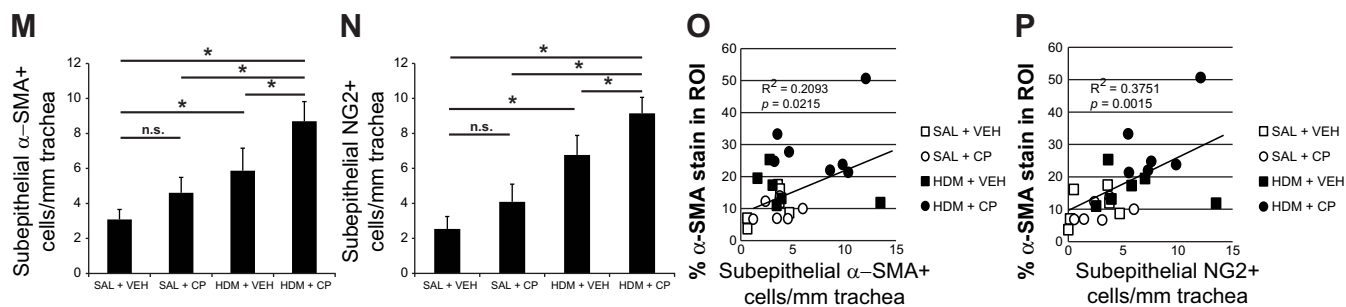 M
Subepithelial α−SMA+
cells/mm trachea
14
12
10
8
6
4
2
0
*
*
*
*
n.s.
SAL + VEH
SAL + CP
HDM + VEH
HDM + CP
N
Subepithelial NG2+
cells/mm trachea
14
12
10
8
6
4
2
0
*
*
*
*
n.s.
SAL + VEH
SAL + CP
HDM + VEH
HDM + CP
O
% α-SMA stain in ROI
60
50
40
30
20
10
0
R² = 0.2093
p = 0.0215
0
5
10
15
Subepithelial α−SMA+
cells/mm trachea
SAL + VEH
SAL + CP
HDM + VEH
HDM + CP
P
% α-SMA stain in ROI
60
50
40
30
20
10
0
R² = 0.3751
p = 0.0015
0
5
10
15
Subepithelial NG2+
cells/mm trachea
SAL + VEH
SAL + CP
HDM + VEH
HDM + CP